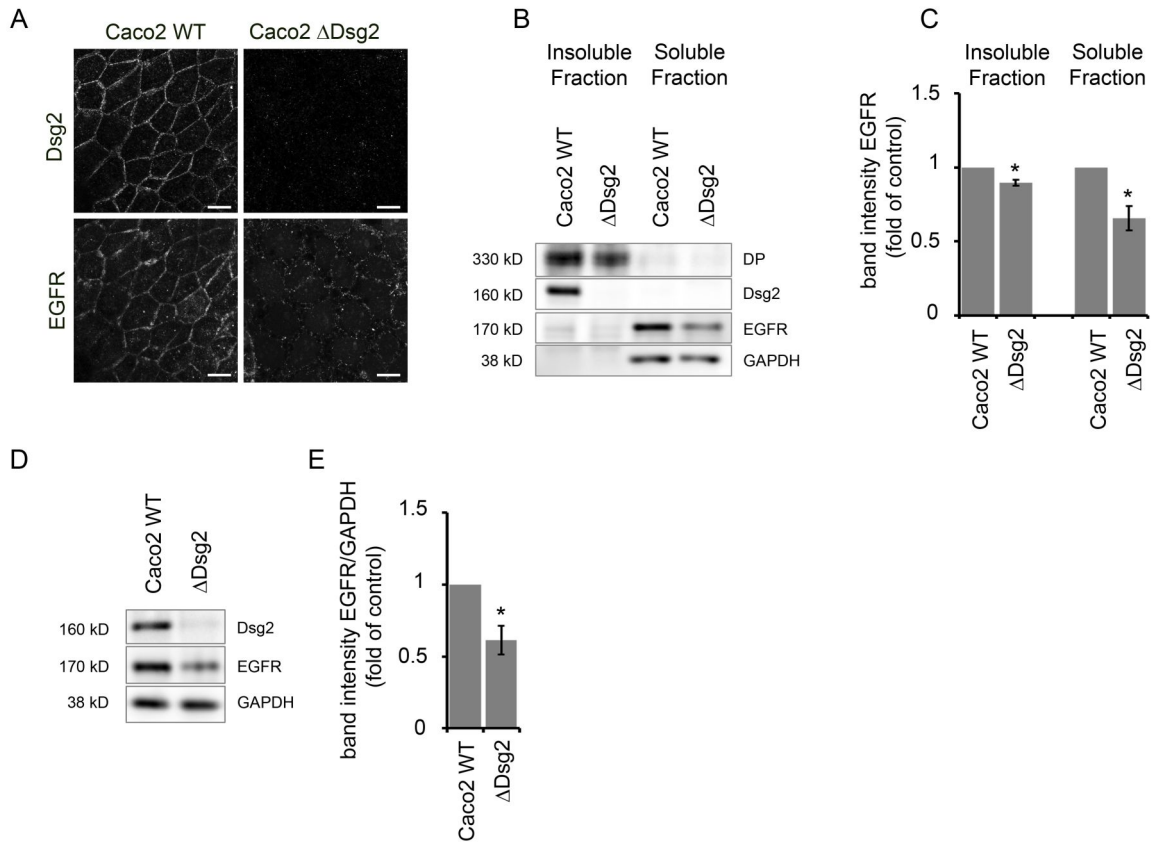 A
Caco2 WT
Caco2 ΔDsg2
Dsg2
EGFR
B
Insoluble
Fraction
Soluble
Fraction
Caco2 WT
ΔDsg2
Caco2 WT
ΔDsg2
330 kD
DP
160 kD
Dsg2
170 kD
EGFR
38 kD
GAPDH
C
Insoluble
Fraction
Soluble
Fraction
band intensity EGFR
(fold of control)
1.5
1
0.5
0
*
*
Caco2 WT
ΔDsg2
Caco2 WT
ΔDsg2
D
Caco2 WT
ΔDsg2
160 kD
Dsg2
170 kD
EGFR
38 kD
GAPDH
E
band intensity EGFR/GAPDH
(fold of control)
1.5
1
0.5
0
*
Caco2 WT
ΔDsg2